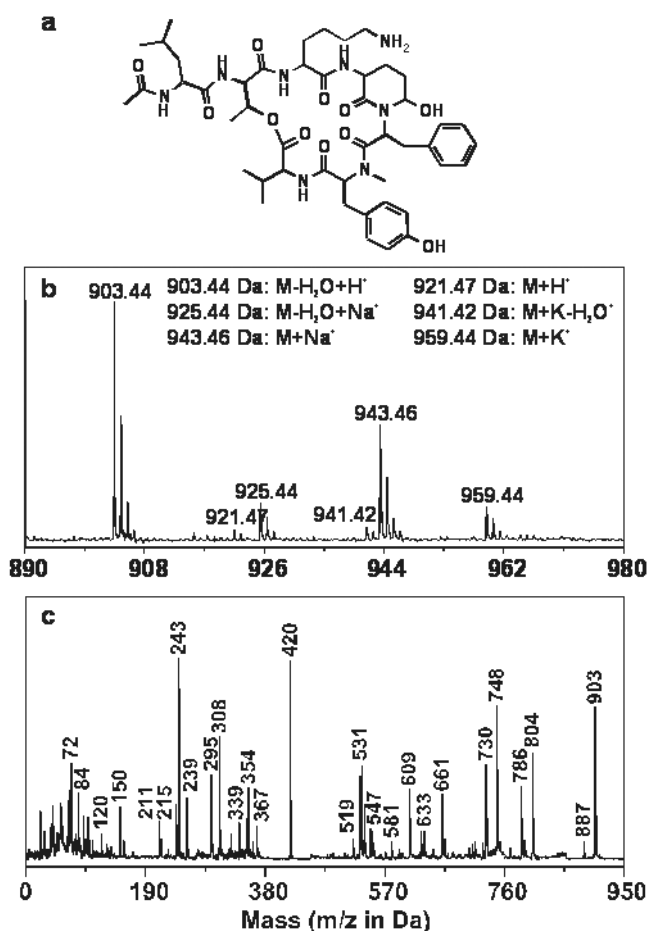 a
NH₂
O
H
N
O
H
N
H
N
N
H
O
N
H
O
O
O
O
O
N
OH
O
O
N
H
N
OH
b
903.44
903.44 Da: M-H₂O+H⁺
921.47 Da: M+H⁺
925.44 Da: M-H₂O+Na⁺
941.42 Da: M+K-H₂O⁺
943.46 Da: M+Na⁺
959.44 Da: M+K⁺
943.46
925.44
921.47
941.42
959.44
890
908
926
944
962
980
c
72
84
120
150
211
215
243
239
295
308
339
354
367
420
519
531
547
581
609
633
661
730
748
786
804
887
903
0
190
380
570
760
950
Mass (m/z in Da)